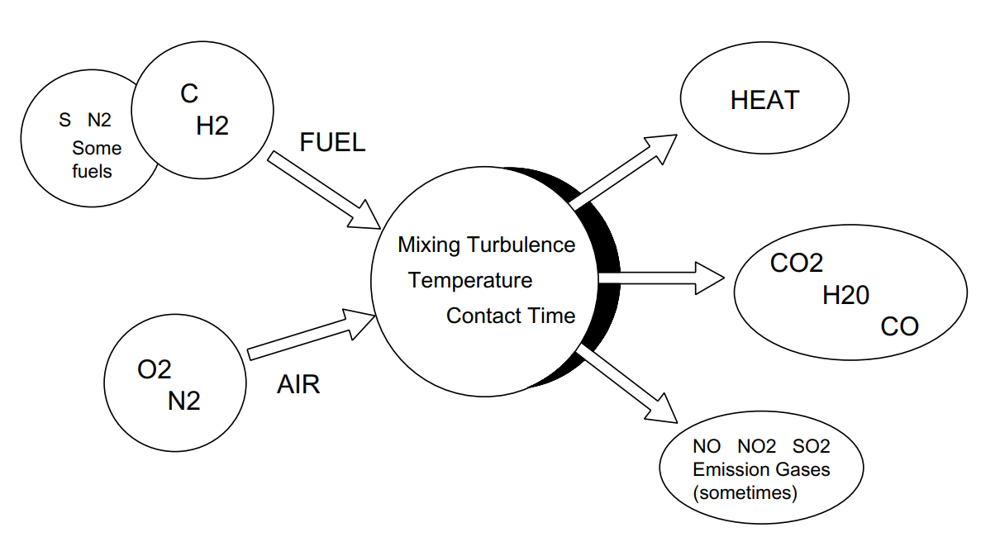 C
H2
S N2
Some
fuels
FUEL
O2
N2
AIR
Mixing Turbulence
Temperature
Contact Time
HEAT
CO2
H20
CO
NO NO2 SO2
Emission Gases
(sometimes)